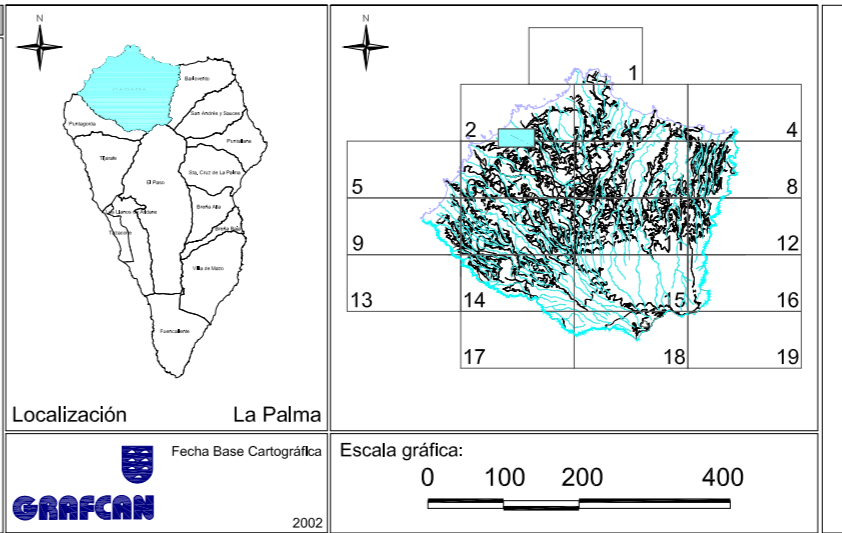 N
Barlovento
San Andrés y Sauces
Puntagorda
Puntallana
Tijarafe
Sta. Cruz de La Palma
El Paso
Breña Alta
Los Llanos de Aridane
Breña Baja
Tazacorte
Villa de Mazo
Fuencaliente
Localización La Palma
N
1
2 3 4
5 8
9 11 12
13 14 15 16
17 18 19
GRAFCAN
Fecha Base Cartográfica
2002
Escala gráfica:
0 100 200 400